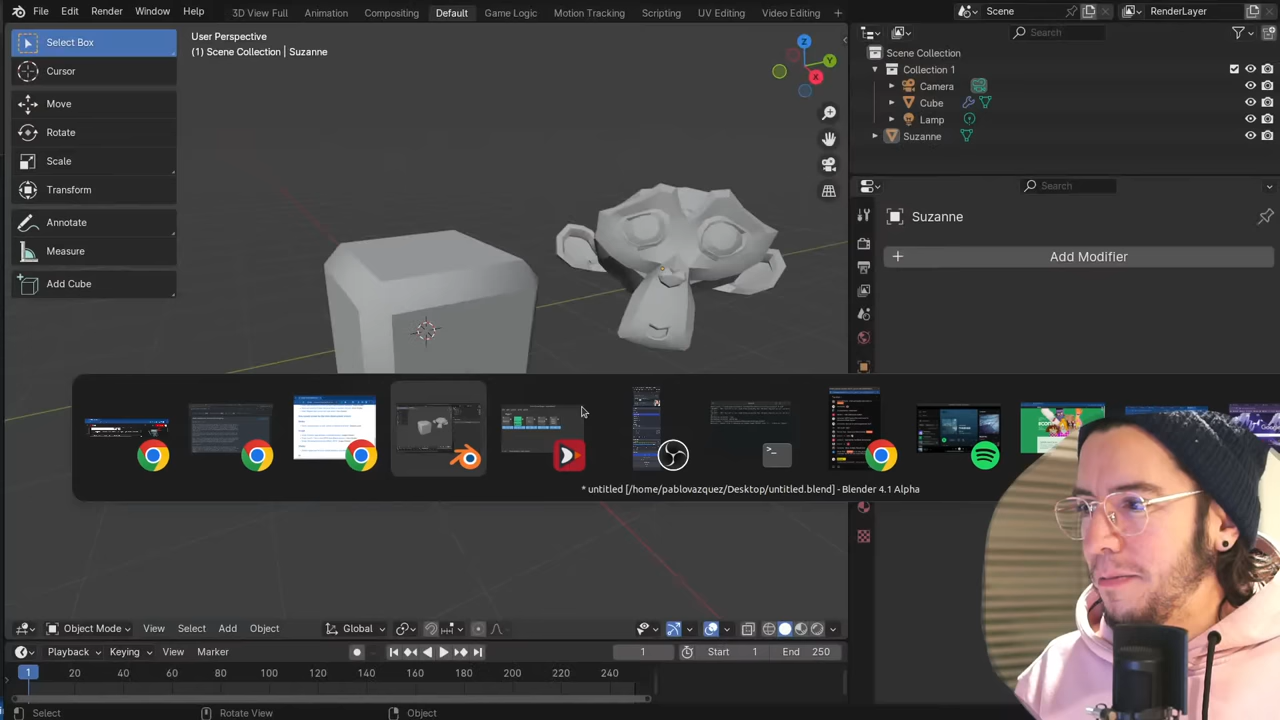 File Edit Render Window Help
3D View Full Animation Compositing Default Game Logic Motion Tracking Scripting UV Editing Video Editing +
Scene
RenderLayer
Select Box
Cursor
Move
Rotate
Scale
Transform
Annotate
Measure
Add Cube
User Perspective
(1) Scene Collection | Suzanne
Z
Y
X
Search
Scene Collection
Collection 1
Camera
Cube
Lamp
Suzanne
Search
Suzanne
+ Add Modifier
* untitled [/home/pablovazquez/Desktop/untitled.blend] - Blender 4.1 Alpha
Object Mode View Select Add Object
Global
Playback Keying View Marker
1
Start 1
End 250
1 20 40 60 80 100 120 140 160 180 200 220 240
Select
Rotate View
Object